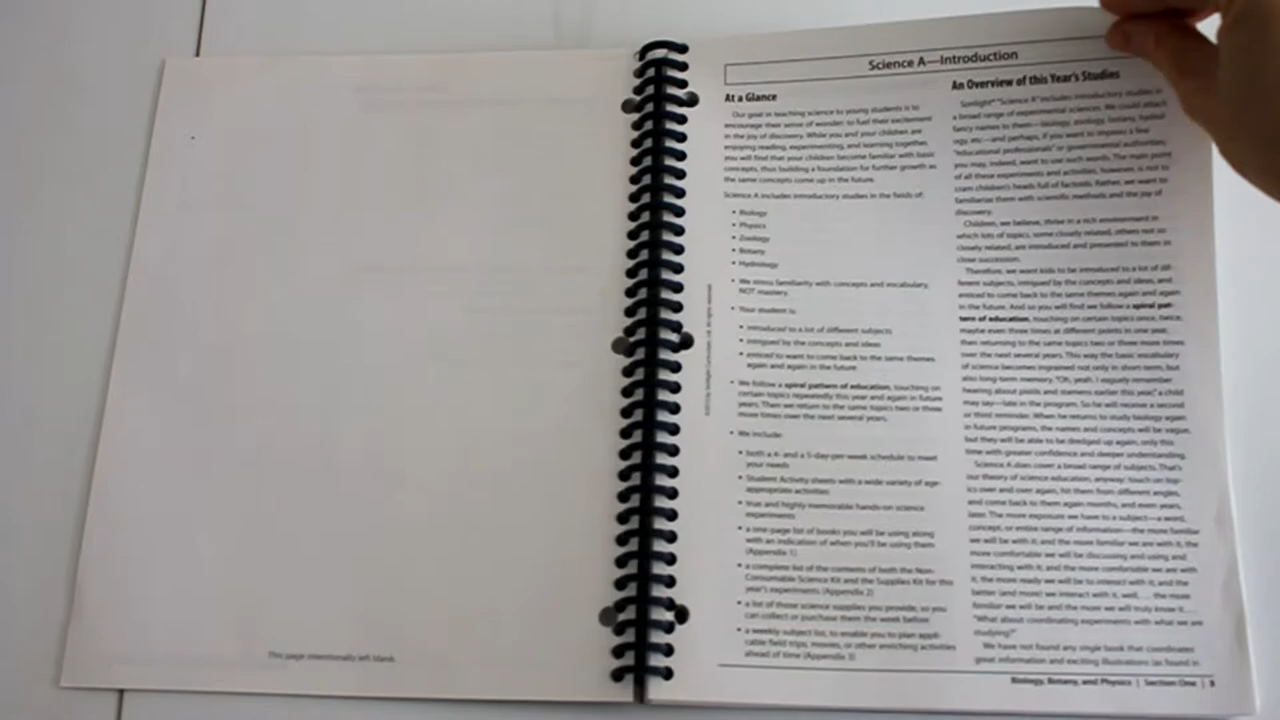 This page intentionally left blank.
Science A—Introduction
At a Glance
Our goal in teaching science to young students is to
encourage their sense of wonder: to fuel their excitement
in the joy of discovery. While you and your children are
enjoying reading, experimenting, and learning together,
you will find that your children become familiar with basic
concepts, thus building a foundation for further growth as
the same concepts come up in the future.
Science A includes introductory studies in the fields of:
• Biology
• Physics
• Zoology
• Botany
• Hydrology
• We stress familiarity with concepts and vocabulary,
NOT mastery.
• Your student is:
• introduced to a lot of different subjects
• intrigued by the concepts and ideas
• enticed to want to come back to the same themes
again and again in the future
• We follow a spiral pattern of education, touching on
certain topics repeatedly this year and again in future
years. Then we return to the same topics two or three
more times over the next several years.
• We include:
• both a 4- and a 5-day-per-week schedule to meet
your needs
• Student Activity sheets with a wide variety of age-
appropriate activities
• true and highly memorable hands-on science
experiments
• a one-page list of books you will be using along
with an indication of when you'll be using them
(Appendix 1)
• a complete list of the contents of both the Non-
Consumable Science Kit and the Supplies Kit for this
year's experiments (Appendix 2)
• a list of those science supplies you provide, so you
can collect or purchase them the week before
• a weekly subject list, to enable you to plan appli-
cable field trips, movies, or other enriching activities
ahead of time (Appendix 3)
An Overview of this Year's Studies
Sonlight® "Science A" includes introductory studies in
a broad range of experimental sciences. We could attach
fancy names to them—biology, zoology, botany, hydrol-
ogy, etc—and perhaps, if you want to impress a few
"educational professionals" or governmental authorities,
you may, indeed, want to use such words. The main point
of all these experiments and activities, however, is not to
cram children's heads full of factoids. Rather, we want to
familiarize them with scientific methods and the joy of
discovery.
Children, we believe, thrive in a rich environment in
which lots of topics, some closely related, others not so
closely related, are introduced and presented to them in
close succession.
Therefore, we want kids to be introduced to a lot of dif-
ferent subjects, intrigued by the concepts and ideas, and
enticed to come back to the same themes again and again
in the future. And so you will find we follow a spiral pat-
tern of education, touching on certain topics once, twice,
maybe even three times at different points in one year,
then returning to the same topics two or three more times
over the next several years. This way the basic vocabulary
of science becomes ingrained not only in short-term, but
also long-term memory. "Oh, yeah. I vaguely remember
hearing about pistils and stamens earlier this year," a child
may say—late in the program. So he will receive a second
or third reminder. When he returns to study biology again
in future programs, the names and concepts will be vague,
but they will be able to be dredged up again, only this
time with greater confidence and deeper understanding.
Science A does cover a broad range of subjects. That's
our theory of science education, anyway: touch on top-
ics over and over again, hit them from different angles,
and come back to them again months, and even years,
later. The more exposure we have to a subject—a word,
concept, or entire range of information—the more familiar
we will be with it; and the more familiar we are with it, the
more comfortable we will be discussing and using and
interacting with it; and the more comfortable we are with
it, the more ready we will be to interact with it; and the
better (and more) we interact with it, well, … the more
familiar we will be and the more we will truly know it….
"What about coordinating experiments with what we are
studying?"
We have not found any single book that coordinates
great information and exciting illustrations (as found in
Biology, Botany, and Physics | Section One | 5